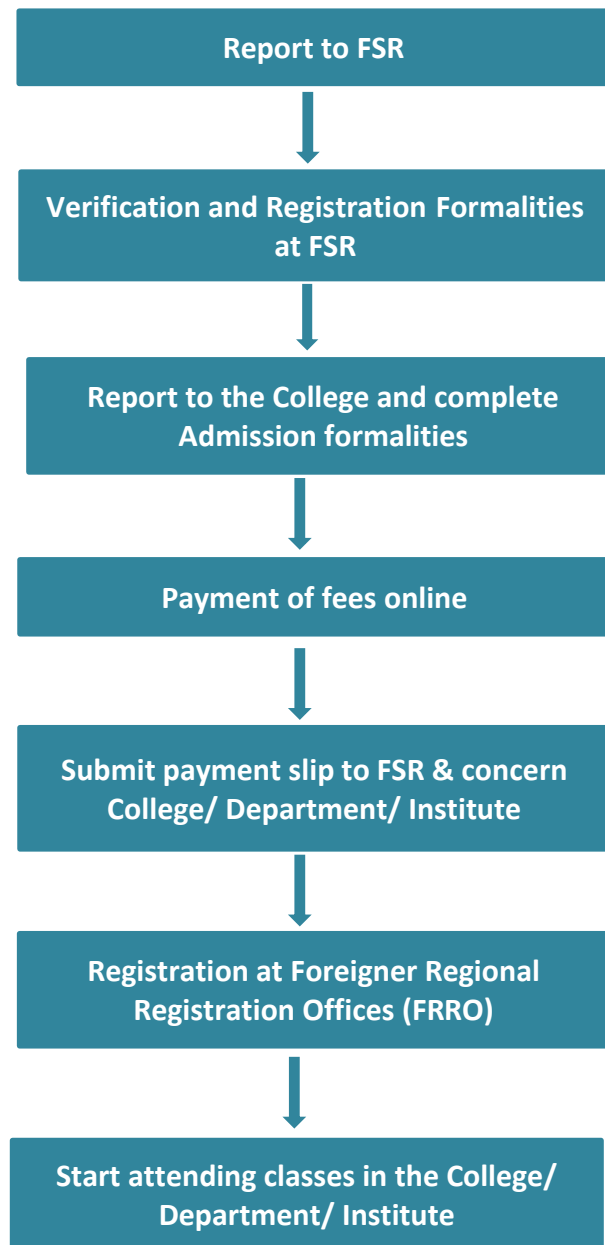 Report to FSR
Verification and Registration Formalities
at FSR
Report to the College and complete
Admission formalities
Payment of fees online
Submit payment slip to FSR & concern
College/ Department/ Institute
Registration at Foreigner Regional
Registration Offices (FRRO)
Start attending classes in the College/
Department/ Institute